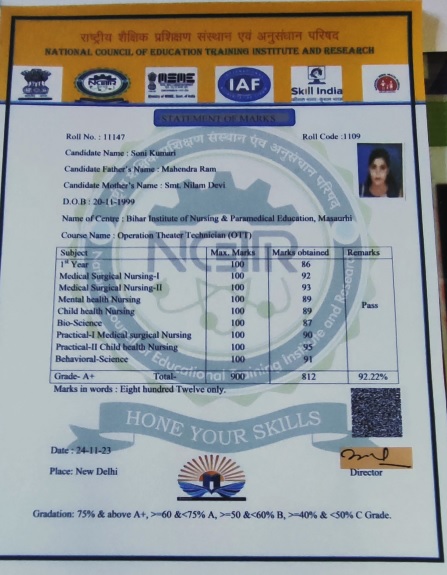 राष्ट्रीय शैक्षिक प्रशिक्षण संस्थान एवं अनुसंधान परिषद
NATIONAL COUNCIL OF EDUCATION TRAINING INSTITUTE AND RESEARCH
MSME
IAF
Skill India
STATEMENT OF MARKS
Roll No. : 11147 Roll Code :1109
Candidate Name : Soni Kumari
Candidate Father's Name : Mahendra Ram
Candidate Mother's Name : Smt. Nilam Devi
D.O.B : 20-11-1999
Name of Centre : Bihar Institute of Nursing & Paramedical Education, Masaurhi
Course Name : Operation Theater Technician (OTT)
Subject Max. Marks Marks obtained Remarks
1st Year 100 86
Medical Surgical Nursing-I 100 92
Medical Surgical Nursing-II 100 93
Mental health Nursing 100 89
Child health Nursing 100 89
Pass
Bio-Science 100 87
Practical-I Medical surgical Nursing 100 90
Practical-II Child health Nursing 100 95
Behavioral-Science 100 91
Grade- A+ Total- 900 812 92.22%
Marks in words : Eight hundred Twelve only.
HONE YOUR SKILLS
Date : 24-11-23
Place: New Delhi
Director
Gradation: 75% & above A+, >=60 &<75% A, >=50 &<60% B, >=40% & <50% C Grade.